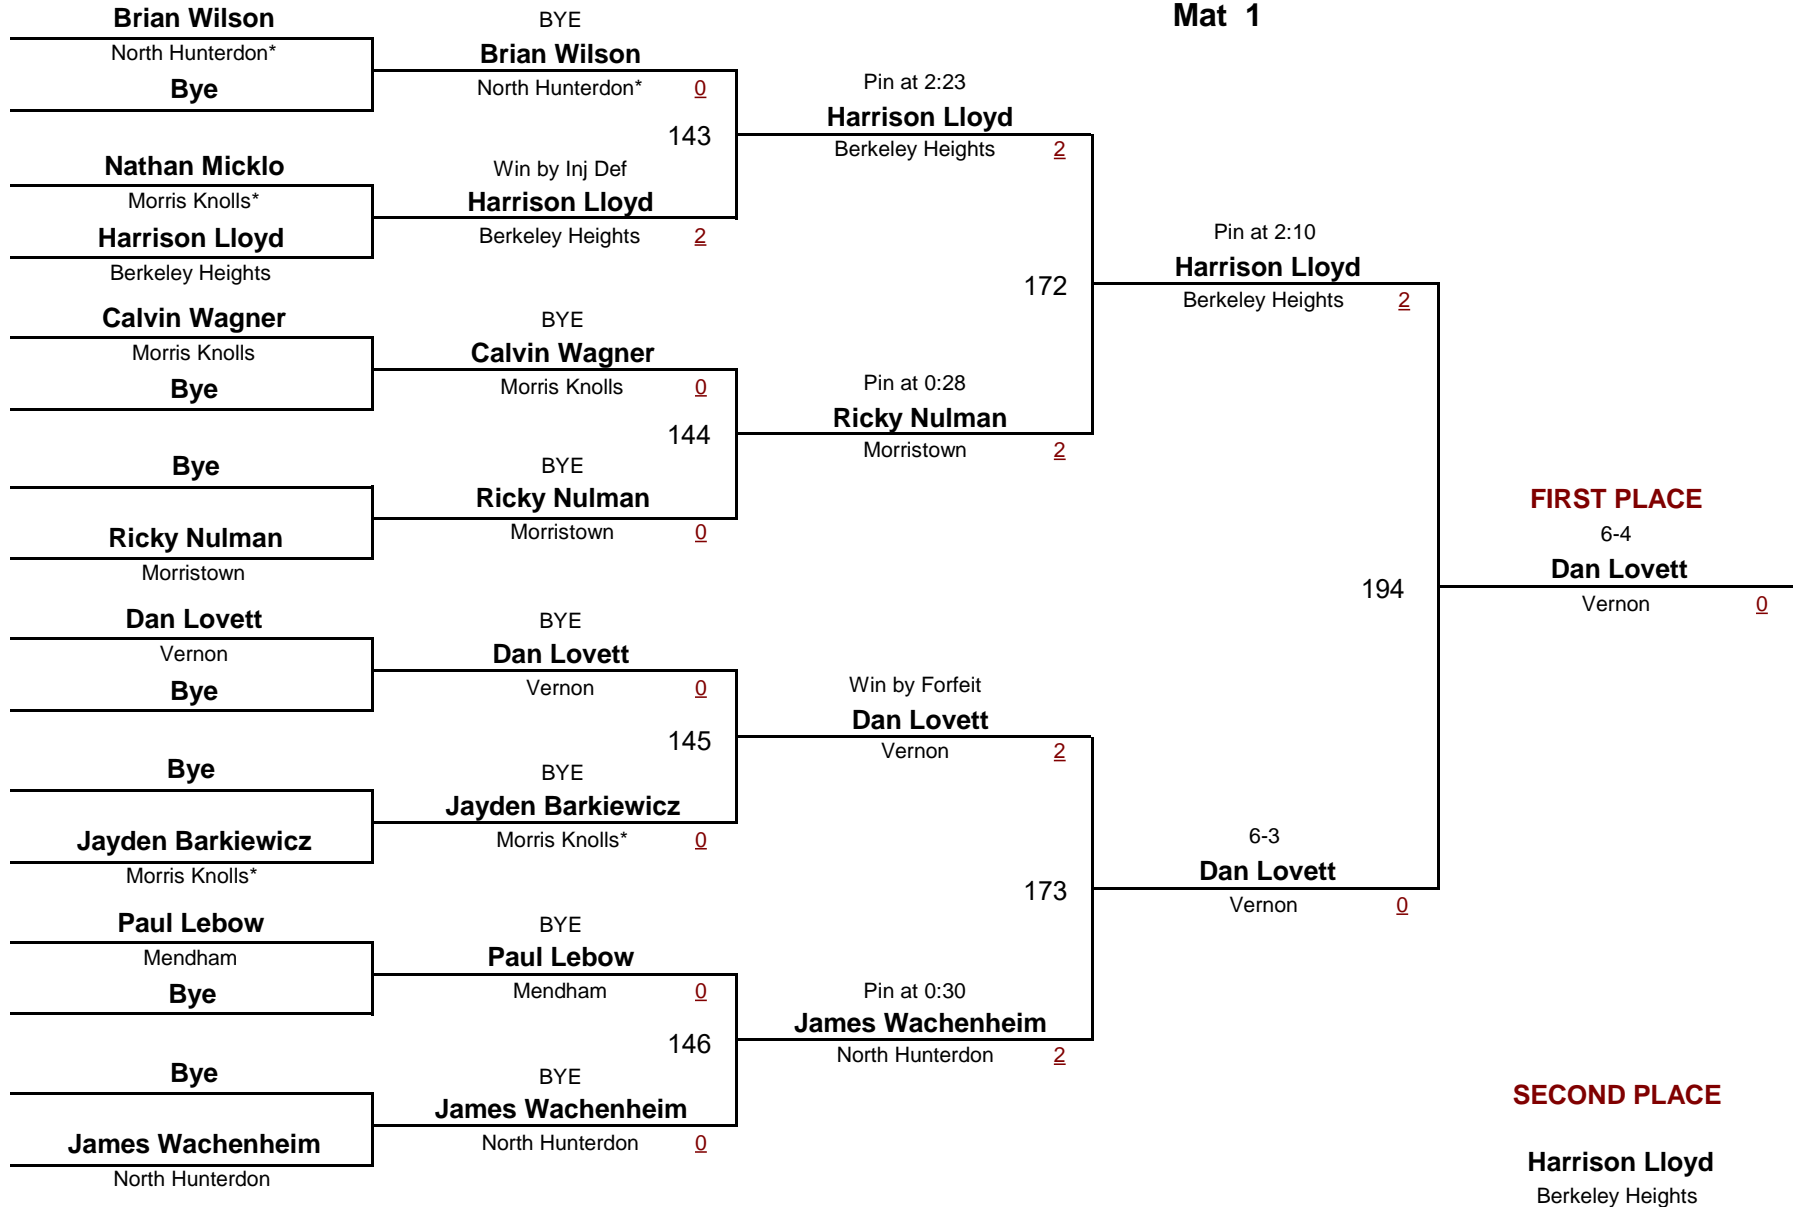 Mat 1
Brian Wilson
North Hunterdon*
Bye
Nathan Micklo
Morris Knolls*
Harrison Lloyd
Berkeley Heights
Calvin Wagner
Morris Knolls
Bye
Bye
Ricky Nulman
Morristown
Dan Lovett
Vernon
Bye
Bye
Jayden Barkiewicz
Morris Knolls*
Paul Lebow
Mendham
Bye
Bye
James Wachenheim
North Hunterdon
BYE
Brian Wilson
North Hunterdon* 0
143
Win by Inj Def
Harrison Lloyd
Berkeley Heights 2
BYE
Calvin Wagner
Morris Knolls 0
144
BYE
Ricky Nulman
Morristown 0
BYE
Dan Lovett
Vernon 0
145
BYE
Jayden Barkiewicz
Morris Knolls* 0
BYE
Paul Lebow
Mendham 0
146
BYE
James Wachenheim
North Hunterdon 0
Pin at 2:23
Harrison Lloyd
Berkeley Heights 2
172
Pin at 0:28
Ricky Nulman
Morristown 2
Win by Forfeit
Dan Lovett
Vernon 2
173
Pin at 0:30
James Wachenheim
North Hunterdon 2
Pin at 2:10
Harrison Lloyd
Berkeley Heights 2
194
6-3
Dan Lovett
Vernon 0
FIRST PLACE
6-4
Dan Lovett
Vernon 0
SECOND PLACE
Harrison Lloyd
Berkeley Heights